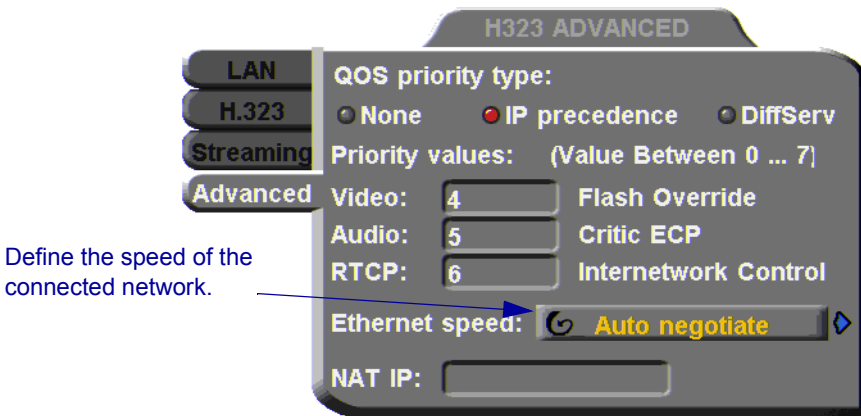 H323 ADVANCED
LAN
H.323
Streaming
Advanced
QOS priority type:
None IP precedence DiffServ
Priority values: (Value Between 0 ... 7)
Video: 4 Flash Override
Audio: 5 Critic ECP
RTCP: 6 Internetwork Control
Ethernet speed: Auto negotiate
NAT IP:
Define the speed of the
connected network.